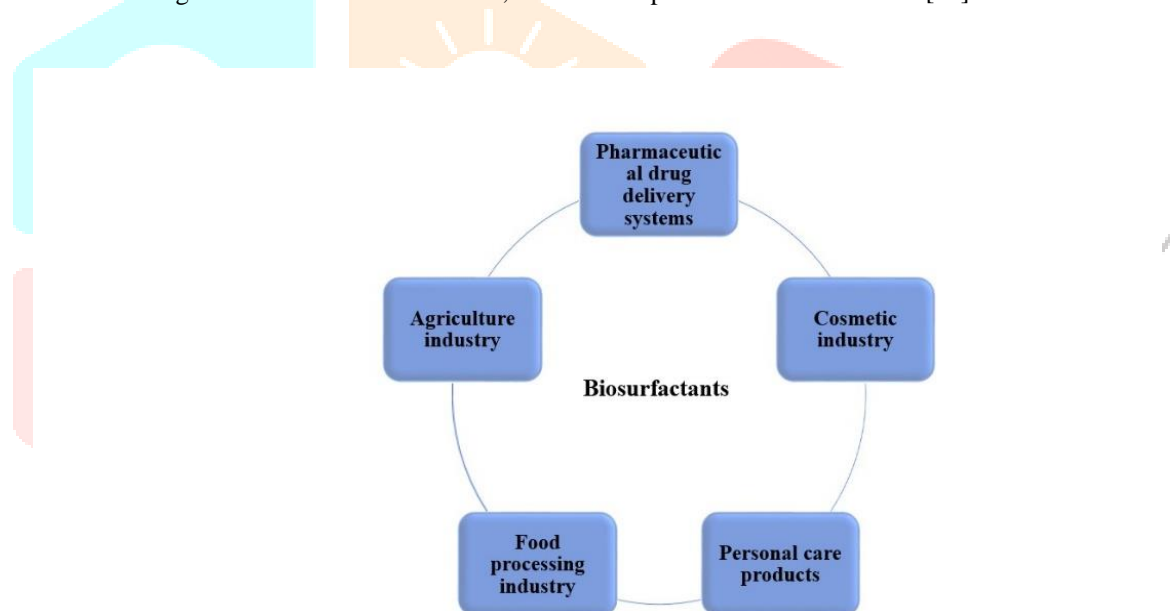 Pharmaceutic
al drug
delivery
systems
Agriculture
industry
Cosmetic
industry
Biosurfactants
Food
processing
industry
Personal care
products